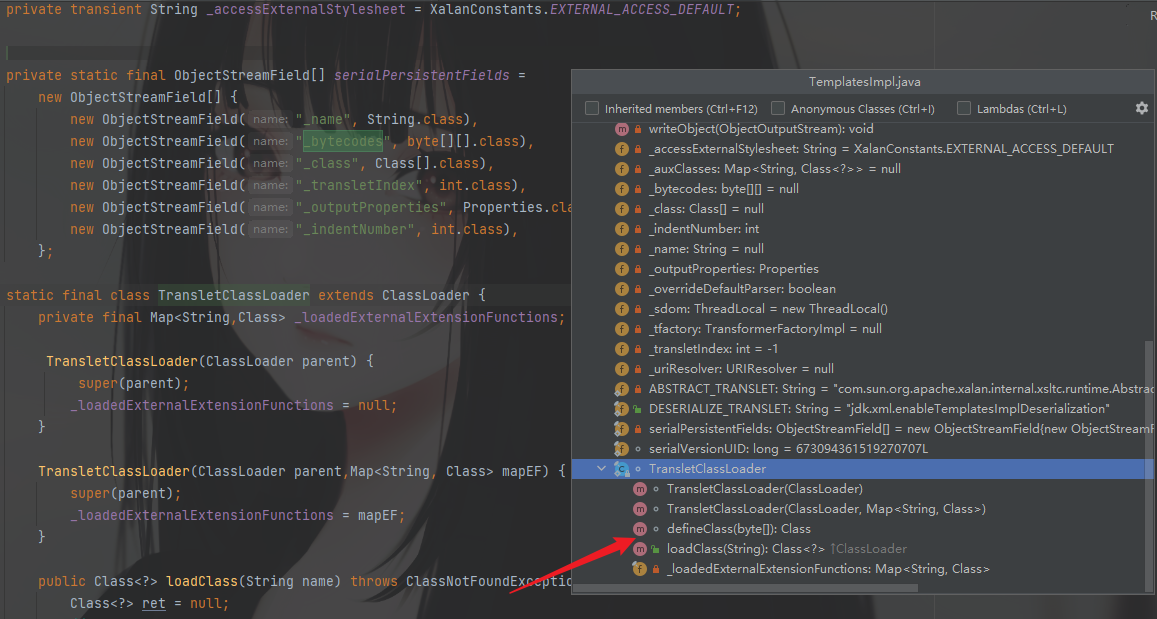 private transient String _accessExternalStylesheet = XalanConstants.EXTERNAL_ACCESS_DEFAULT;
private static final ObjectStreamField[] serialPersistentFields =
new ObjectStreamField[] {
new ObjectStreamField( name: "_name", String.class),
new ObjectStreamField( name: "_bytecodes", byte[][].class),
new ObjectStreamField( name: "_class", Class[].class),
new ObjectStreamField( name: "_transletIndex", int.class),
new ObjectStreamField( name: "_outputProperties", Properties.cla
new ObjectStreamField( name: "_indentNumber", int.class),
};
static final class TransletClassLoader extends ClassLoader {
private final Map<String,Class> _loadedExternalExtensionFunctions;
TransletClassLoader(ClassLoader parent) {
super(parent);
_loadedExternalExtensionFunctions = null;
}
TransletClassLoader(ClassLoader parent,Map<String, Class> mapEF) {
super(parent);
_loadedExternalExtensionFunctions = mapEF;
}
public Class<?> loadClass(String name) throws ClassNotFoundExceptio
Class<?> ret = null;
R
TemplatesImpl.java
Inherited members (Ctrl+F12) Anonymous Classes (Ctrl+I) Lambdas (Ctrl+L)
m writeObject(ObjectOutputStream): void
f _accessExternalStylesheet: String = XalanConstants.EXTERNAL_ACCESS_DEFAULT
f _auxClasses: Map<String, Class<?>> = null
f _bytecodes: byte[][] = null
f _class: Class[] = null
f _indentNumber: int
f _name: String = null
f _outputProperties: Properties
f _overrideDefaultParser: boolean
f _sdom: ThreadLocal = new ThreadLocal()
f _tfactory: TransformerFactoryImpl = null
f _transletIndex: int = -1
f _uriResolver: URIResolver = null
f ABSTRACT_TRANSLET: String = "com.sun.org.apache.xalan.internal.xsltc.runtime.Abstrac
f DESERIALIZE_TRANSLET: String = "jdk.xml.enableTemplatesImplDeserialization"
f serialPersistentFields: ObjectStreamField[] = new ObjectStreamField{new ObjectStreamF
f serialVersionUID: long = 673094361519270707L
C TransletClassLoader
m TransletClassLoader(ClassLoader)
m TransletClassLoader(ClassLoader, Map<String, Class>)
m defineClass(byte[]): Class
m loadClass(String): Class<?> ↑ClassLoader
f _loadedExternalExtensionFunctions: Map<String, Class>